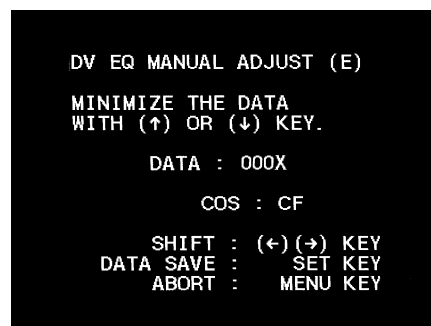 DV EQ MANUAL ADJUST (E)
MINIMIZE THE DATA
WITH (↑) OR (↓) KEY.
DATA : 000X
COS : CF
SHIFT : (←)(→) KEY
DATA SAVE : SET KEY
ABORT : MENU KEY